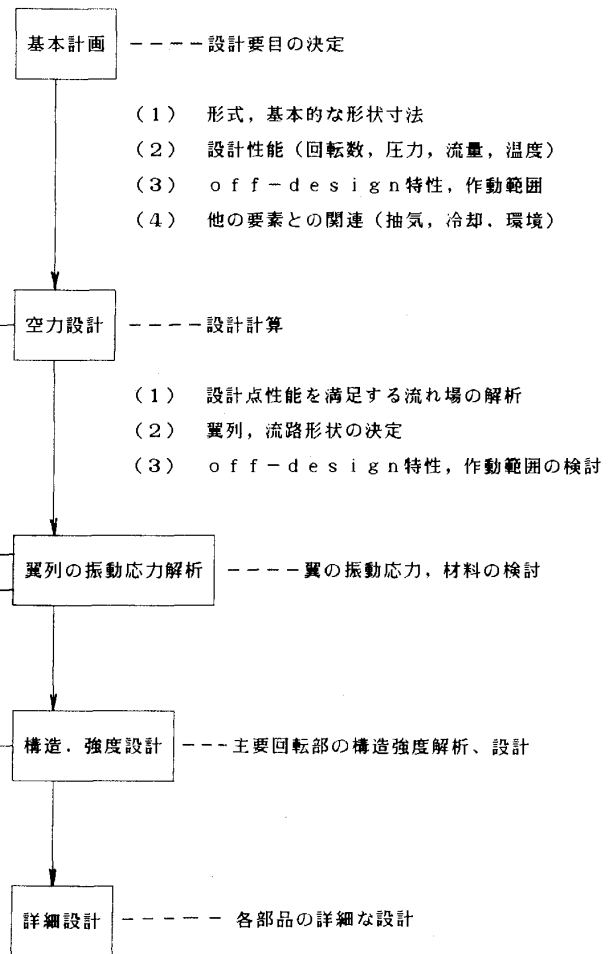 基本計画 ----設計要目の決定
(1) 形式,基本的な形状寸法
(2) 設計性能(回転数,圧力,流量,温度)
(3) off-design特性,作動範囲
(4) 他の要素との関連(抽気,冷却,環境)
空力設計 ----設計計算
(1) 設計点性能を満足する流れ場の解析
(2) 翼列,流路形状の決定
(3) off-design特性,作動範囲の検討
翼列の振動応力解析 ----翼の振動応力,材料の検討
構造.強度設計 ---主要回転部の構造強度解析、設計
詳細設計 ----- 各部品の詳細な設計